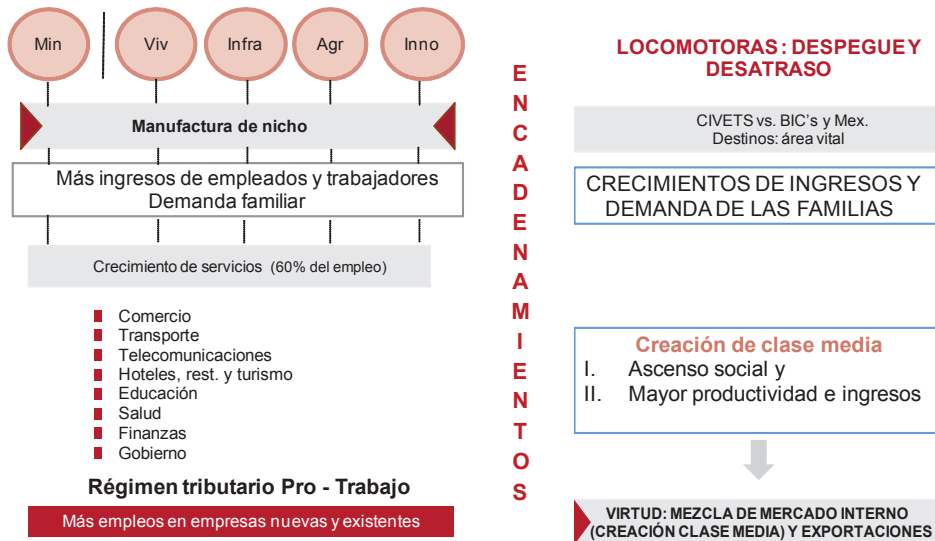 Min
Viv
Infra
Agr
Inno
Manufactura de nicho
Más ingresos de empleados y trabajadores
Demanda familiar
Crecimiento de servicios (60% del empleo)
Comercio
Transporte
Telecomunicaciones
Hoteles, rest. y turismo
Educación
Salud
Finanzas
Gobierno
Régimen tributario Pro - Trabajo
Más empleos en empresas nuevas y existentes
E
N
C
A
D
E
N
A
M
I
E
N
T
O
S
LOCOMOTORAS: DESPEGUE Y
DESATRASO
CIVETS vs. BIC's y Mex.
Destinos: área vital
CRECIMIENTOS DE INGRESOS Y
DEMANDA DE LAS FAMILIAS
Creación de clase media
I. Ascenso social y
II. Mayor productividad e ingresos
VIRTUD: MEZCLA DE MERCADO INTERNO
(CREACIÓN CLASE MEDIA) Y EXPORTACIONES